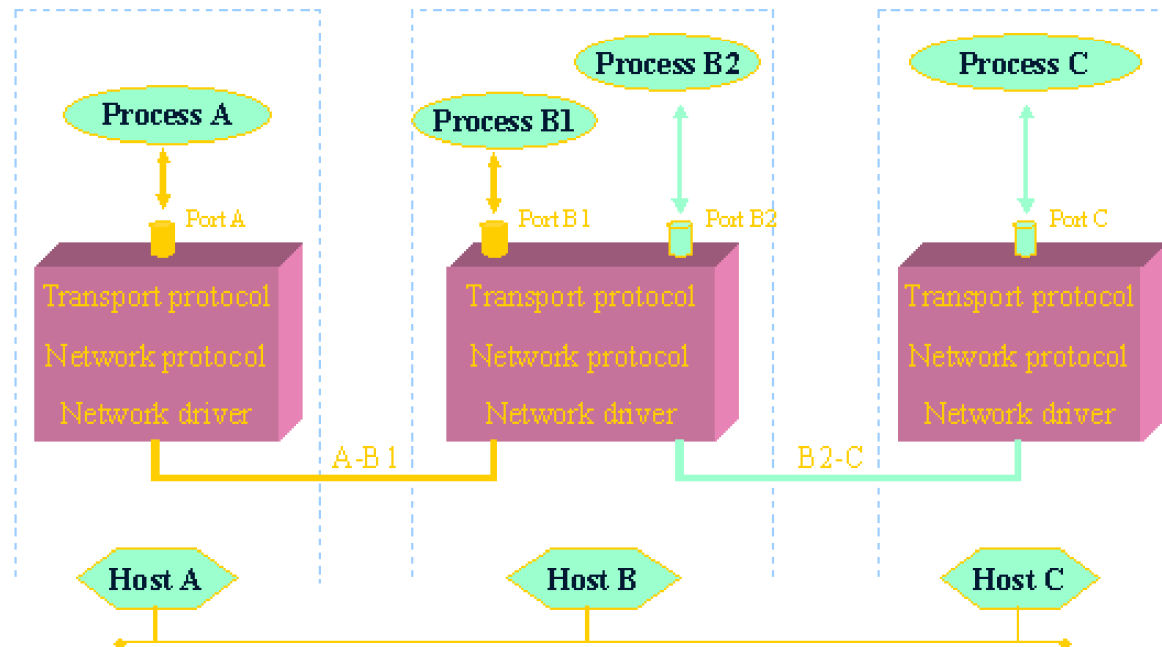 Process A
Process B1
Process B2
Process C
Port A
Port B1
Port B2
Port C
Transport protocol
Network protocol
Network driver
Transport protocol
Network protocol
Network driver
Transport protocol
Network protocol
Network driver
A-B1
B2-C
Host A
Host B
Host C